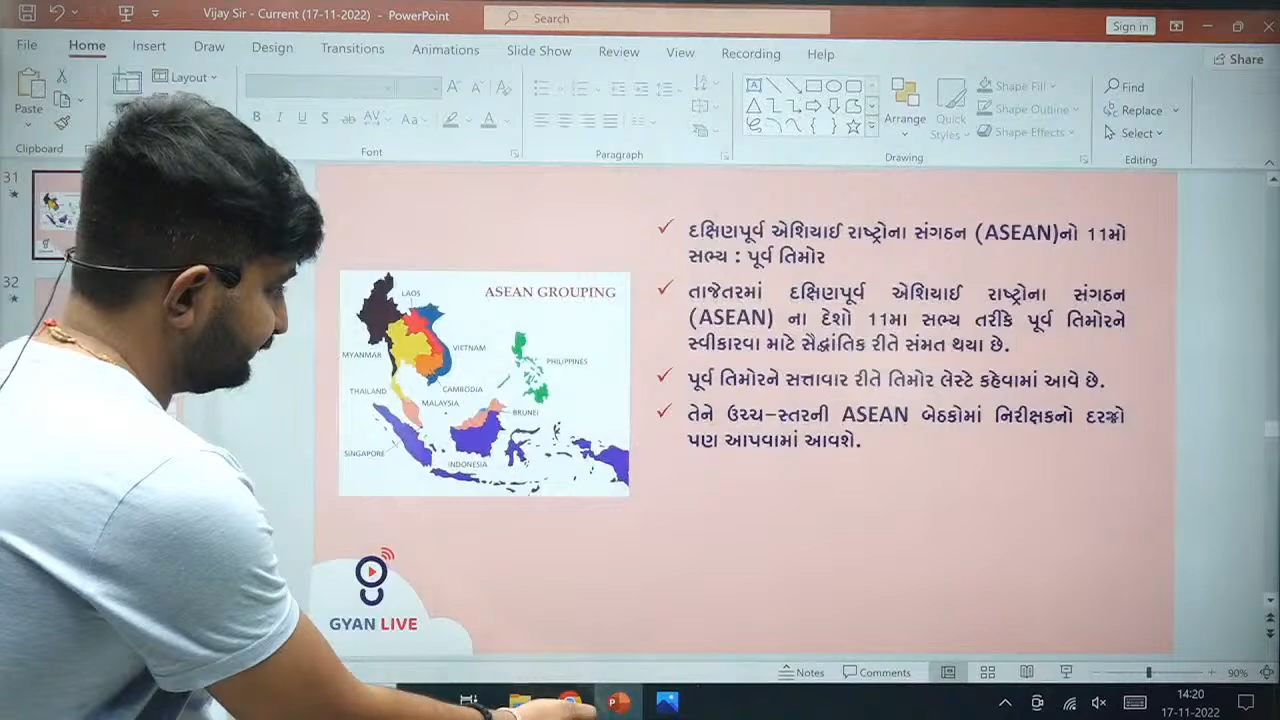 Vijay Sir - Current (17-11-2022) - PowerPoint
Search
Sign in
File Home Insert Draw Design Transitions Animations Slide Show Review View Recording Help
Share
Paste
Layout
Clipboard
Font
Paragraph
Arrange
Quick Styles
Shape Fill
Shape Outline
Shape Effects
Drawing
Find
Replace
Select
Editing
31
32
ASEAN GROUPING
LAOS
MYANMAR
VIETNAM
PHILIPPINES
THAILAND
CAMBODIA
MALAYSIA
BRUNEI
SINGAPORE
INDONESIA
દક્ષિણપૂર્વ એશિયાઈ રાષ્ટ્રોના સંગઠન (ASEAN)નો 11મો
સભ્ય : પૂર્વ તિમોર
તાજેતરમાં દક્ષિણપૂર્વ એશિયાઈ રાષ્ટ્રોના સંગઠન
(ASEAN) ના દેશો 11મા સભ્ય તરીકે પૂર્વ તિમોરને
સ્વીકારવા માટે સૈદ્ધાંતિક રીતે સંમત થયા છે.
પૂર્વ તિમોરને સત્તાવાર રીતે તિમોર લેસ્ટે કહેવામાં આવે છે.
તેને ઉચ્ચ-સ્તરની ASEAN બેઠકોમાં નિરીક્ષકનો દરજ્જો
પણ આપવામાં આવશે.
GYAN LIVE
Notes
Comments
90%
14:20
17-11-2022